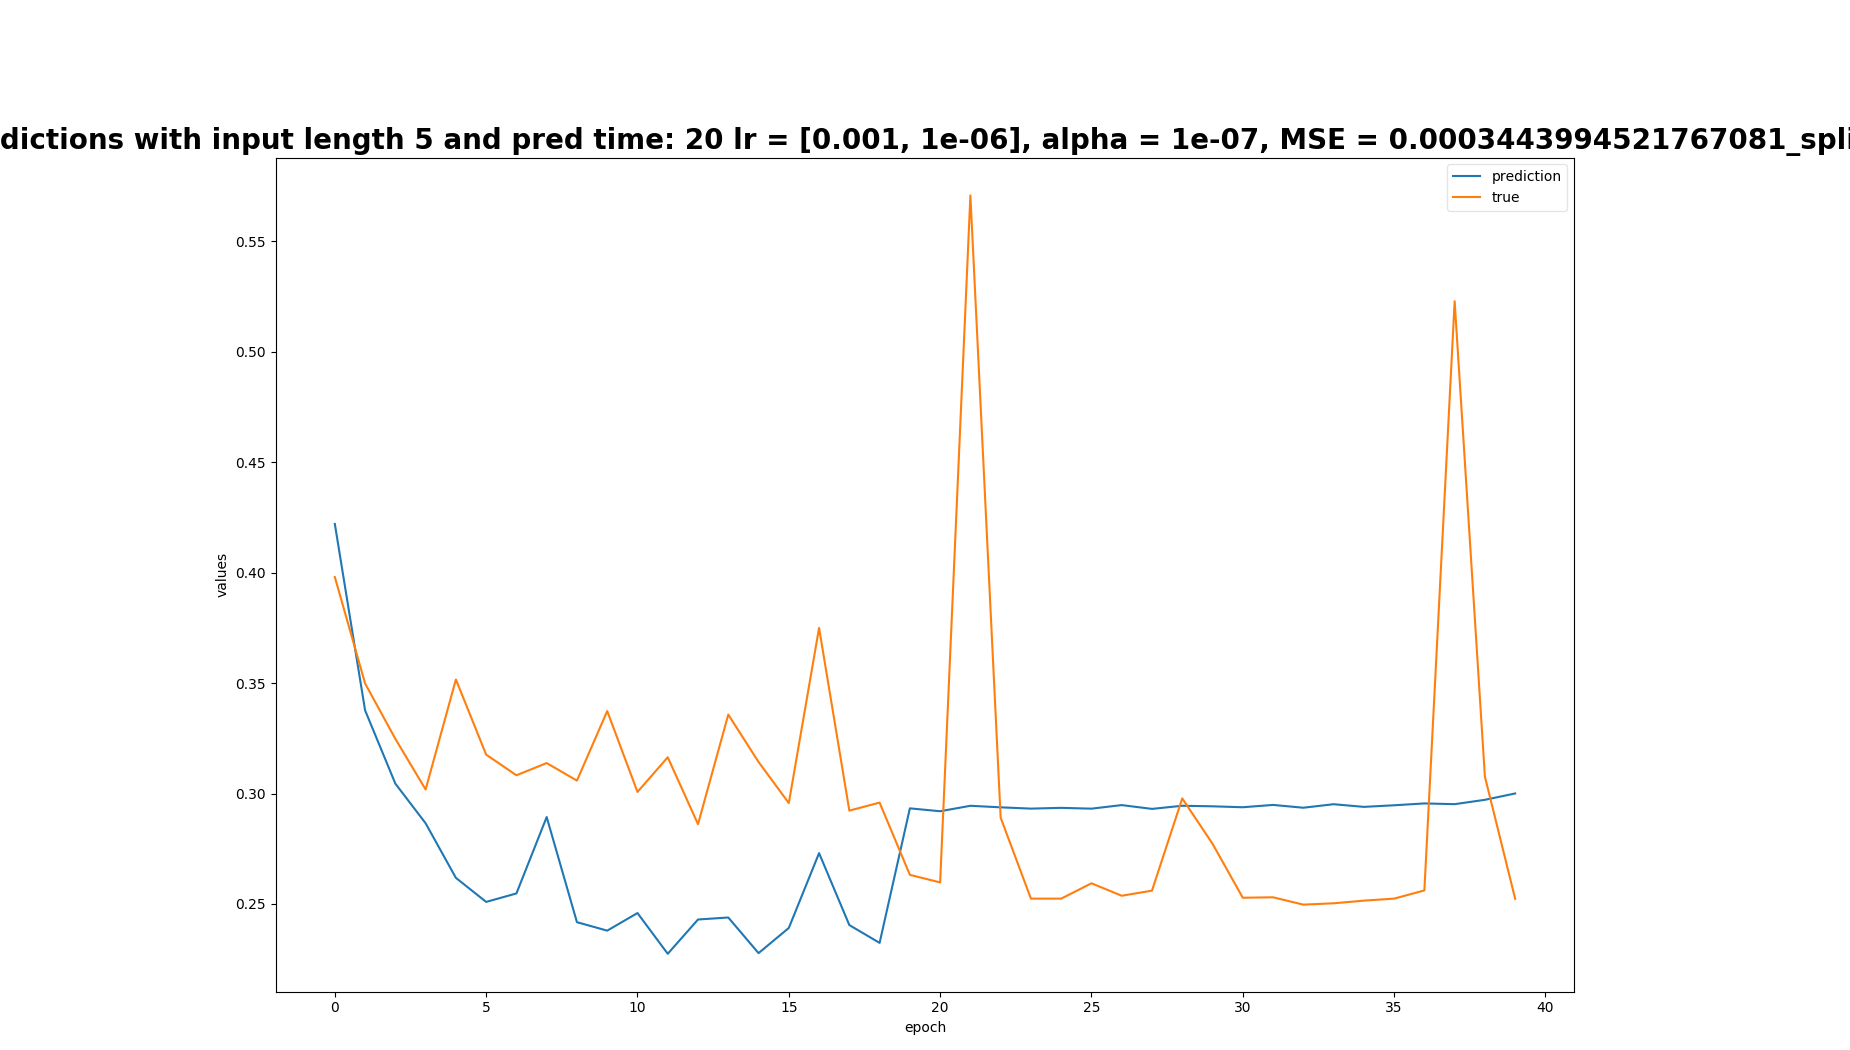 dictions with input length 5 and pred time: 20 lr = [0.001, 1e-06], alpha = 1e-07, MSE = 0.0003443994521767081_spli
prediction
true
0.55
0.50
0.45
0.40
0.35
0.30
0.25
values
0 5 10 15 20 25 30 35 40
epoch